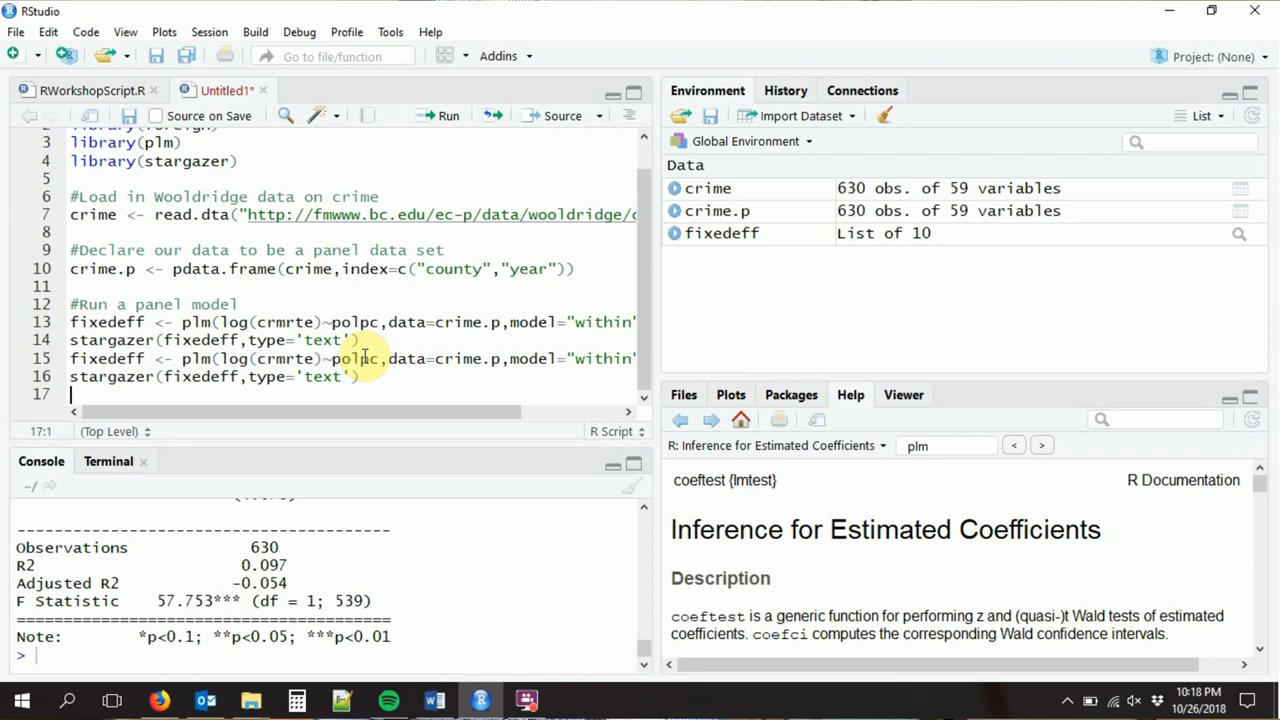 RStudio
File Edit Code View Plots Session Build Debug Profile Tools Help
Go to file/function Addins Project: (None)
RWorkshopScript.R Untitled1* Environment History Connections
Source on Save Run Source Import Dataset List
Global Environment
3 library(plm)
4 library(stargazer)
5
6 #Load in Wooldridge data on crime
7 crime <- read.dta("http://fmwww.bc.edu/ec-p/data/wooldridge/
8
9 #Declare our data to be a panel data set
10 crime.p <- pdata.frame(crime,index=c("county","year"))
11
12 #Run a panel model
13 fixedeff <- plm(log(crmrte)~polpc,data=crime.p,model="within"
14 stargazer(fixedeff,type='text')
15 fixedeff <- plm(log(crmrte)~polpc,data=crime.p,model="within"
16 stargazer(fixedeff,type='text')
17
17:1 (Top Level) R Script
Data
crime 630 obs. of 59 variables
crime.p 630 obs. of 59 variables
fixedeff List of 10
Console Terminal
~/
-----------------------------------------
Observations 630
R2 0.097
Adjusted R2 -0.054
F Statistic 57.753*** (df = 1; 539)
=========================================
Note: *p<0.1; **p<0.05; ***p<0.01
>
Files Plots Packages Help Viewer
R: Inference for Estimated Coefficients plm < >
coeftest {lmtest} R Documentation
Inference for Estimated Coefficients
Description
coeftest is a generic function for performing z and (quasi-)t Wald tests of estimated
coefficients. coefci computes the corresponding Wald confidence intervals.
10:18 PM
10/26/2018